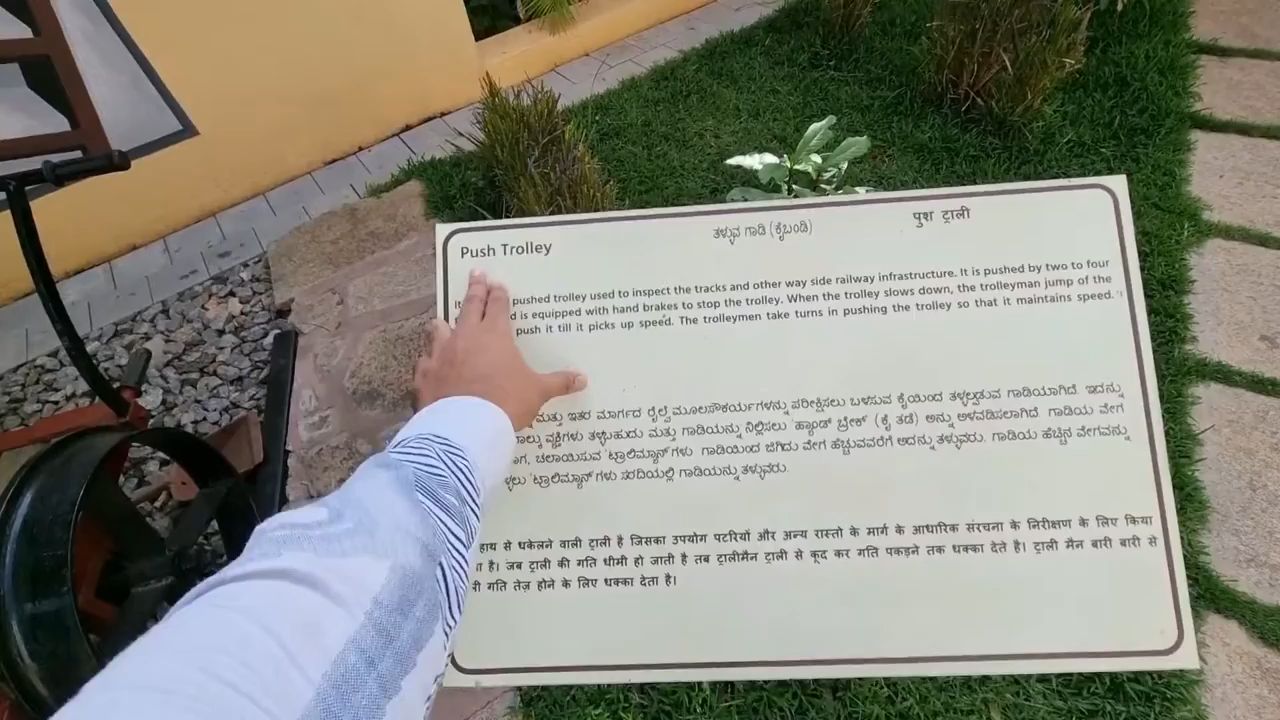 Push Trolley
ತಳ್ಳುವ ಗಾಡಿ (ಕೈಬಂಡಿ)
पुश ट्राली
pushed trolley used to inspect the tracks and other way side railway infrastructure. It is pushed by two to four
is equipped with hand brakes to stop the trolley. When the trolley slows down, the trolleyman jump of the
push it till it picks up speed. The trolleymen take turns in pushing the trolley so that it maintains speed.
ಮತ್ತು ಇತರ ಮಾರ್ಗದ ರೈಲ್ವೆ ಮೂಲಸೌಕರ್ಯಗಳನ್ನು ಪರೀಕ್ಷಿಸಲು ಬಳಸುವ ಕೈಯಿಂದ ತಳ್ಳಲ್ಪಡುವ ಗಾಡಿಯಾಗಿದೆ. ಇದನ್ನು
ವ್ಯಕ್ತಿಗಳು ತಳ್ಳಬಹುದು ಮತ್ತು ಗಾಡಿಯನ್ನು ನಿಲ್ಲಿಸಲು 'ಹ್ಯಾಂಡ್ ಬ್ರೇಕ್' (ಕೈ ತಡೆ) ಅನ್ನು ಅಳವಡಿಸಲಾಗಿದೆ. ಗಾಡಿಯ ವೇಗ
ಚಲಾಯಿಸುವ 'ಟ್ರಾಲಿಮ್ಯಾನ್'ಗಳು ಗಾಡಿಯಿಂದ ಜಿಗಿದು ವೇಗ ಹೆಚ್ಚುವವರೆಗೆ ಅದನ್ನು ತಳ್ಳುವರು. ಗಾಡಿಯ ಹೆಚ್ಚಿನ ವೇಗವನ್ನು
'ಟ್ರಾಲಿಮ್ಯಾನ್'ಗಳು ಸರದಿಯಲ್ಲಿ ಗಾಡಿಯನ್ನು ತಳ್ಳುವರು.
हाथ से धकेलने वाली ट्राली है जिसका उपयोग पटरियों और अन्य रास्तो के मार्ग के आधारिक संरचना के निरीक्षण के लिए किया
है। जब ट्राली की गति धीमी हो जाती है तब ट्रालीमैन ट्राली से कूद कर गति पकड़ने तक धक्का देते है। ट्राली मैन बारी बारी से
गति तेज़ होने के लिए धक्का देता है।